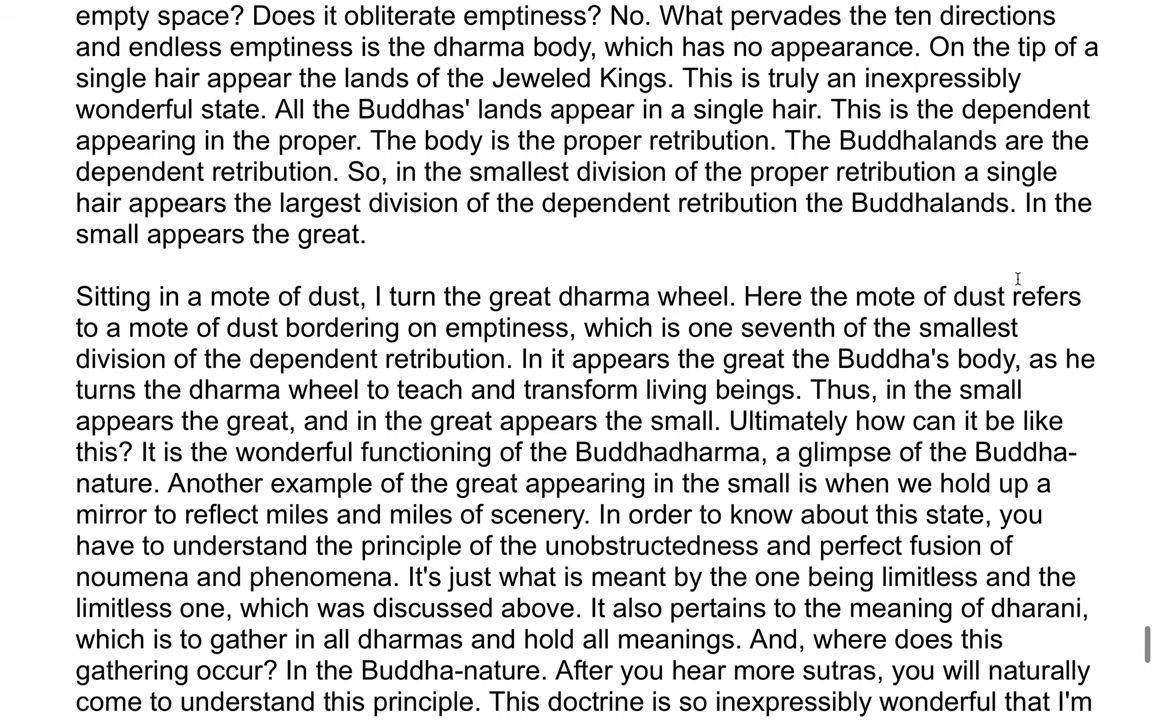 empty space? Does it obliterate emptiness? No. What pervades the ten directions
and endless emptiness is the dharma body, which has no appearance. On the tip of a
single hair appear the lands of the Jeweled Kings. This is truly an inexpressibly
wonderful state. All the Buddhas' lands appear in a single hair. This is the dependent
appearing in the proper. The body is the proper retribution. The Buddhalands are the
dependent retribution. So, in the smallest division of the proper retribution a single
hair appears the largest division of the dependent retribution the Buddhalands. In the
small appears the great.
Sitting in a mote of dust, I turn the great dharma wheel. Here the mote of dust refers
to a mote of dust bordering on emptiness, which is one seventh of the smallest
division of the dependent retribution. In it appears the great the Buddha's body, as he
turns the dharma wheel to teach and transform living beings. Thus, in the small
appears the great, and in the great appears the small. Ultimately how can it be like
this? It is the wonderful functioning of the Buddhadharma, a glimpse of the Buddha-
nature. Another example of the great appearing in the small is when we hold up a
mirror to reflect miles and miles of scenery. In order to know about this state, you
have to understand the principle of the unobstructedness and perfect fusion of
noumena and phenomena. It's just what is meant by the one being limitless and the
limitless one, which was discussed above. It also pertains to the meaning of dharani,
which is to gather in all dharmas and hold all meanings. And, where does this
gathering occur? In the Buddha-nature. After you hear more sutras, you will naturally
come to understand this principle. This doctrine is so inexpressibly wonderful that I'm